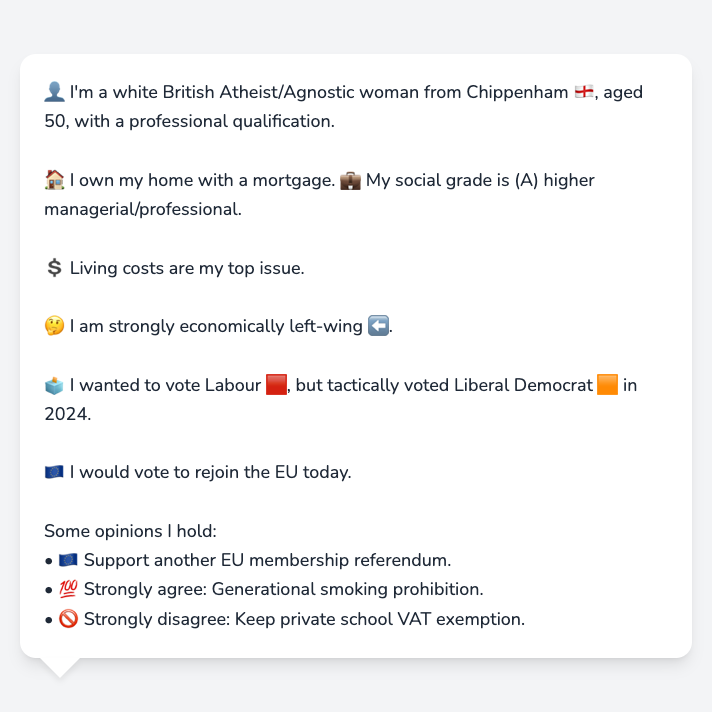 👤 I'm a white British Atheist/Agnostic woman from Chippenham 🏴󠁧󠁢󠁥󠁮󠁧󠁿, aged
50, with a professional qualification.
🏠 I own my home with a mortgage. 💼 My social grade is (A) higher
managerial/professional.
💲 Living costs are my top issue.
🤔 I am strongly economically left-wing ⬅️.
🗳️ I wanted to vote Labour 🟥, but tactically voted Liberal Democrat 🟧 in
2024.
🇪🇺 I would vote to rejoin the EU today.
Some opinions I hold:
• 🇪🇺 Support another EU membership referendum.
• 💯 Strongly agree: Generational smoking prohibition.
• 🚫 Strongly disagree: Keep private school VAT exemption.